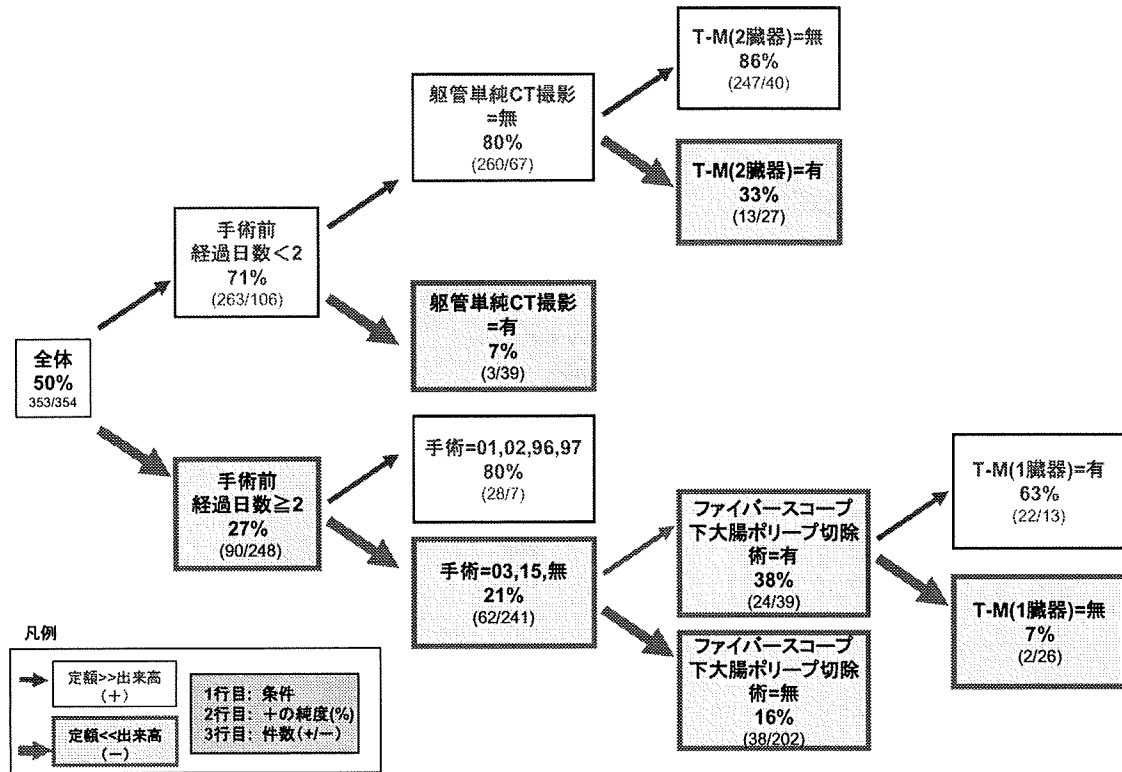 全体
50%
353/354
手術前
経過日数<2
71%
(263/106)
手術前
経過日数≧2
27%
(90/248)
躯管単純CT撮影
=無
80%
(260/67)
躯管単純CT撮影
=有
7%
(3/39)
手術=01,02,96,97
80%
(28/7)
手術=03,15,無
21%
(62/241)
T-M(2臓器)=無
86%
(247/40)
T-M(2臓器)=有
33%
(13/27)
ファイバースコープ
下大腸ポリープ切除
術=有
38%
(24/39)
ファイバースコープ
下大腸ポリープ切除
術=無
16%
(38/202)
T-M(1臓器)=有
63%
(22/13)
T-M(1臓器)=無
7%
(2/26)
凡例
定額>>出来高
(+)
定額<<出来高
(ー)
1行目: 条件
2行目: +の純度(%)
3行目: 件数(+/ー)